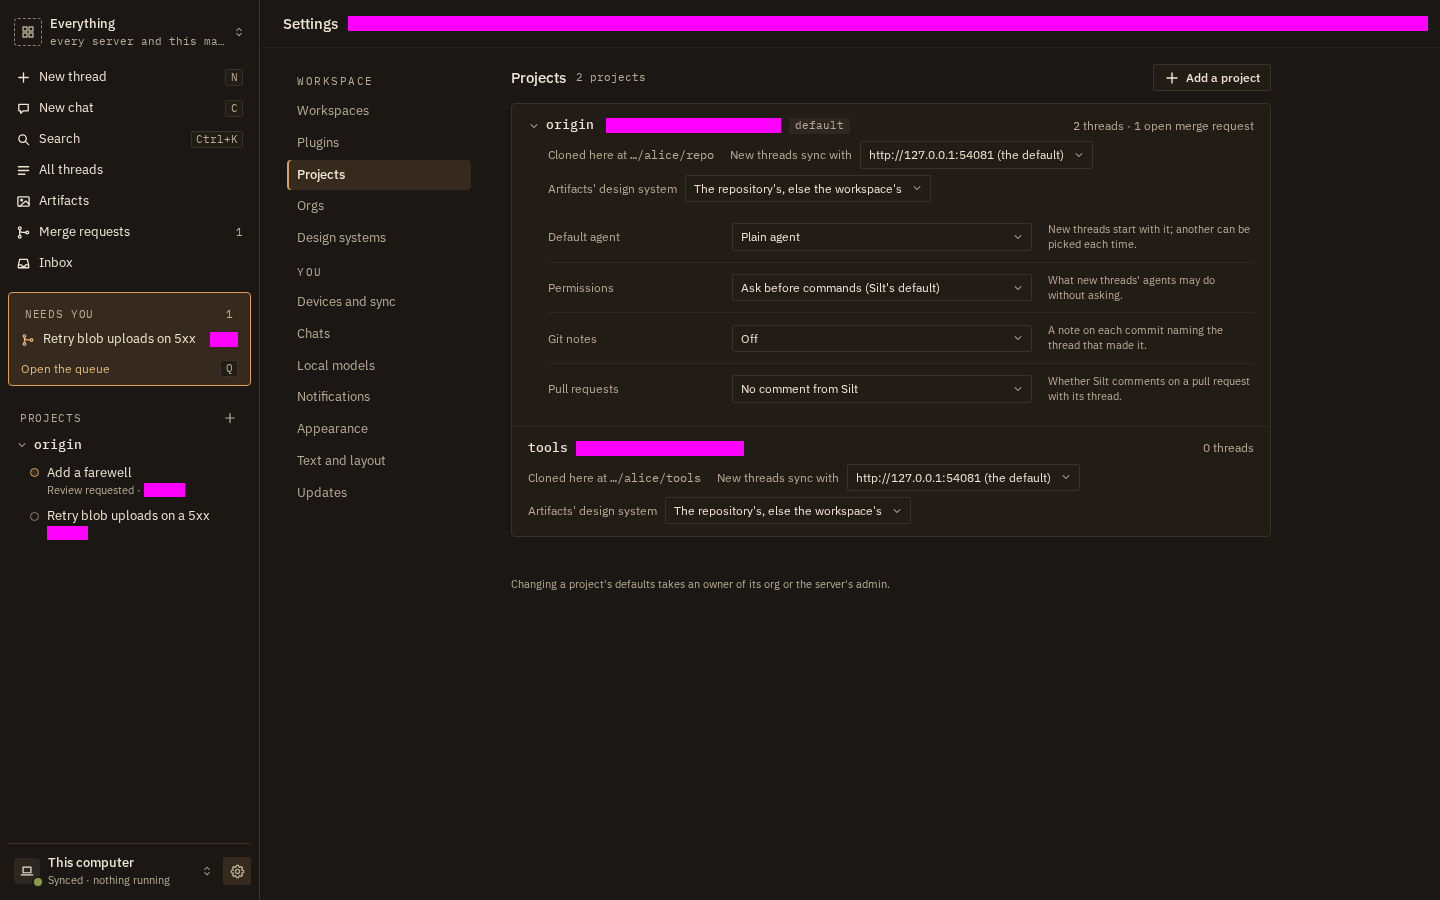 Everything
every server and this ma…
New thread N
New chat C
Search Ctrl+K
All threads
Artifacts
Merge requests 1
Inbox
NEEDS YOU 1
Retry blob uploads on 5xx
Open the queue Q
PROJECTS
origin
Add a farewell
Review requested ·
Retry blob uploads on a 5xx
This computer
Synced · nothing running
Settings
WORKSPACE
Workspaces
Plugins
Projects
Orgs
Design systems
YOU
Devices and sync
Chats
Local models
Notifications
Appearance
Text and layout
Updates
Projects 2 projects
Add a project
origin default 2 threads · 1 open merge request
Cloned here at …/alice/repo New threads sync with http://127.0.0.1:54081 (the default)
Artifacts' design system The repository's, else the workspace's
Default agent Plain agent New threads start with it; another can be
picked each time.
Permissions Ask before commands (Silt's default) What new threads' agents may do
without asking.
Git notes Off A note on each commit naming the
thread that made it.
Pull requests No comment from Silt Whether Silt comments on a pull request
with its thread.
tools 0 threads
Cloned here at …/alice/tools New threads sync with http://127.0.0.1:54081 (the default)
Artifacts' design system The repository's, else the workspace's
Changing a project's defaults takes an owner of its org or the server's admin.